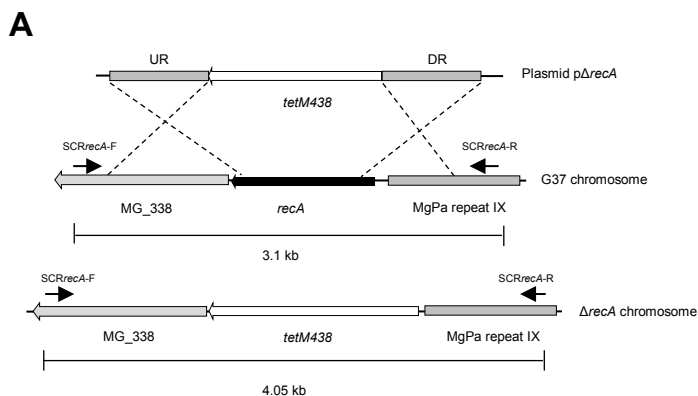 A
UR
DR
Plasmid pΔrecA
tetM438
SCRrecA-F
SCRrecA-R
G37 chromosome
MG_338
recA
MgPa repeat IX
3.1 kb
SCRrecA-F
SCRrecA-R
ΔrecA chromosome
MG_338
tetM438
MgPa repeat IX
4.05 kb